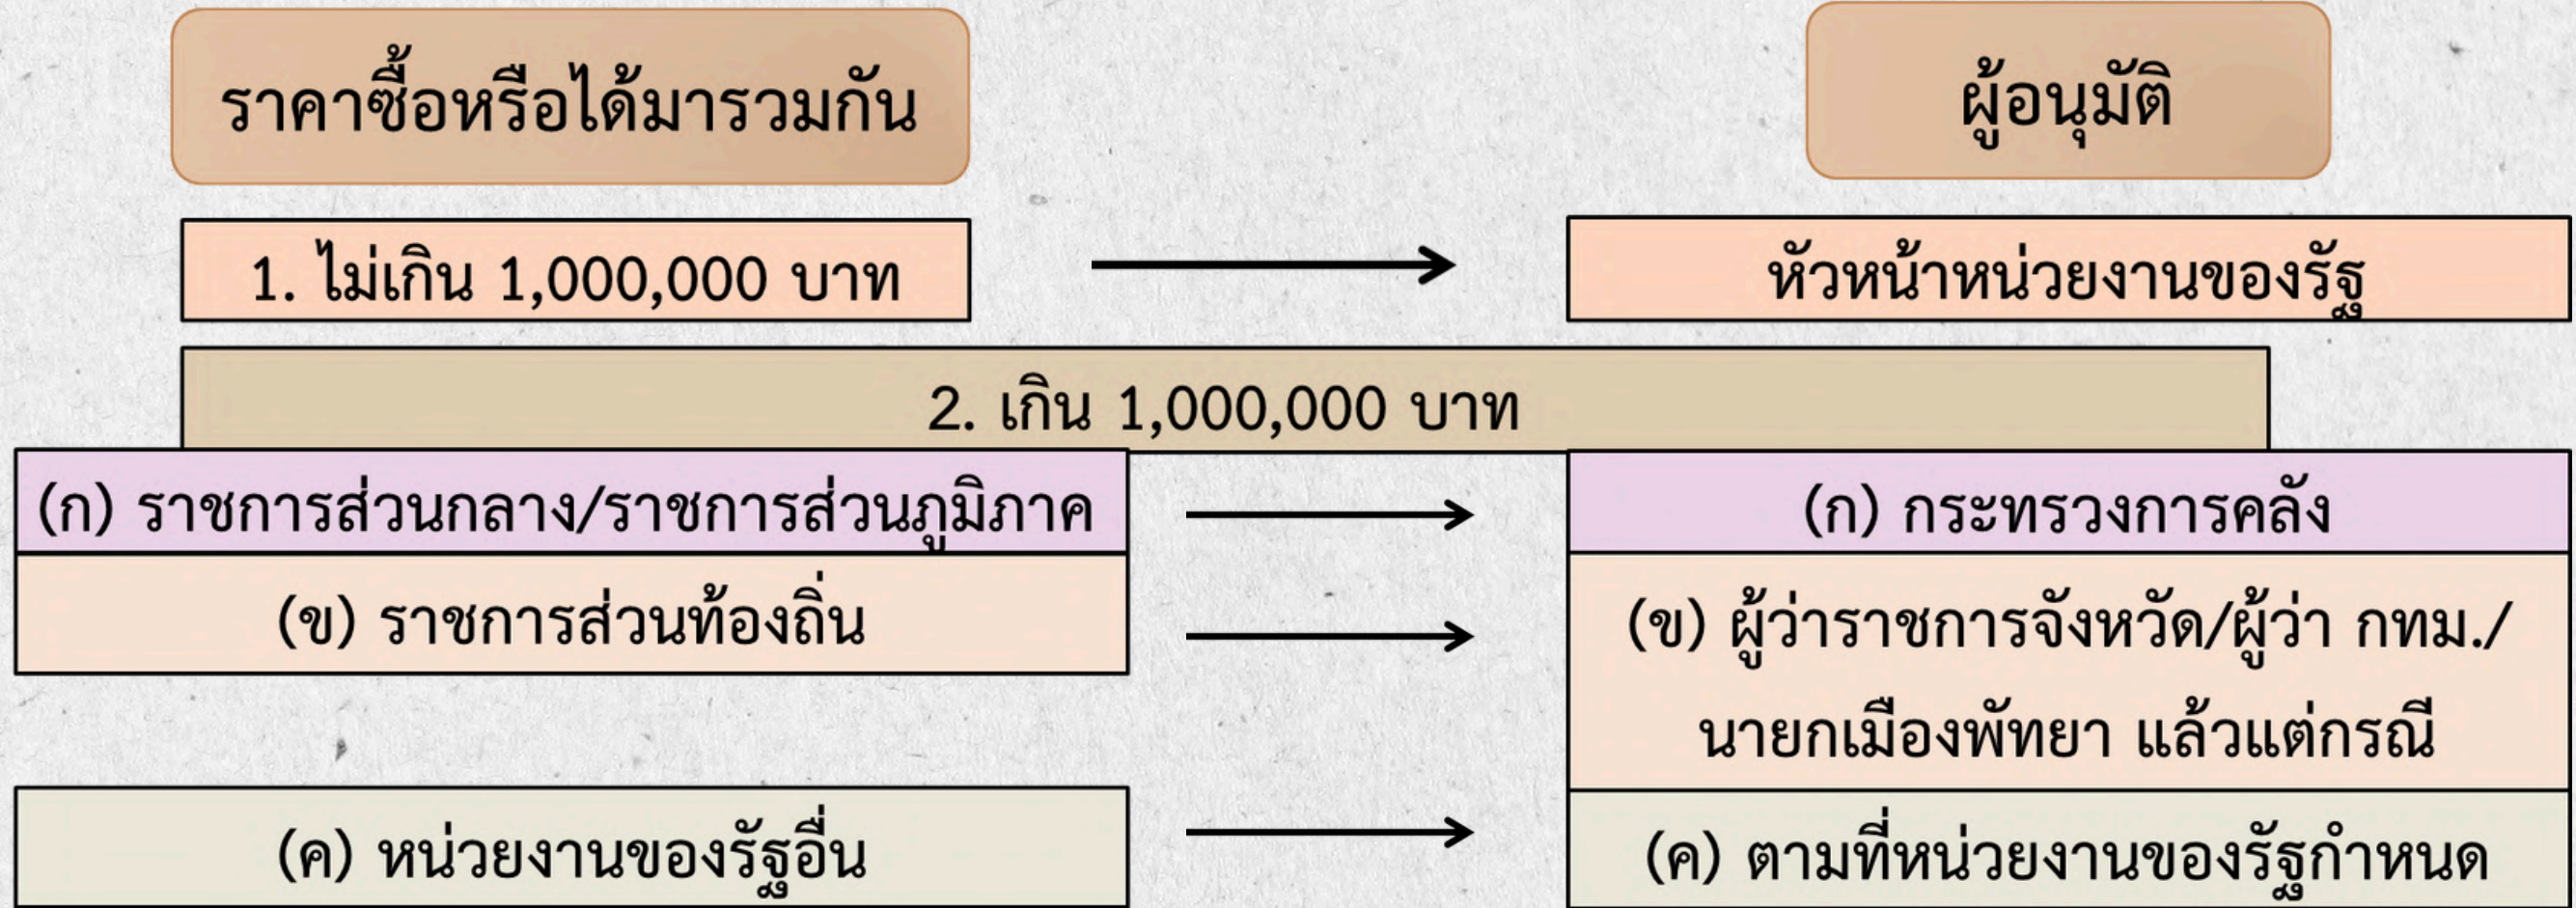 ราคาซื้อหรือได้มารวมกัน
ผู้อนุมัติ
1. ไม่เกิน 1,000,000 บาท
หัวหน้าหน่วยงานของรัฐ
2. เกิน 1,000,000 บาท
(ก) ราชการส่วนกลาง/ราชการส่วนภูมิภาค
(ก) กระทรวงการคลัง
(ข) ราชการส่วนท้องถิ่น
(ข) ผู้ว่าราชการจังหวัด/ผู้ว่า กทม./
นายกเมืองพัทยา แล้วแต่กรณี
(ค) หน่วยงานของรัฐอื่น
(ค) ตามที่หน่วยงานของรัฐกำหนด